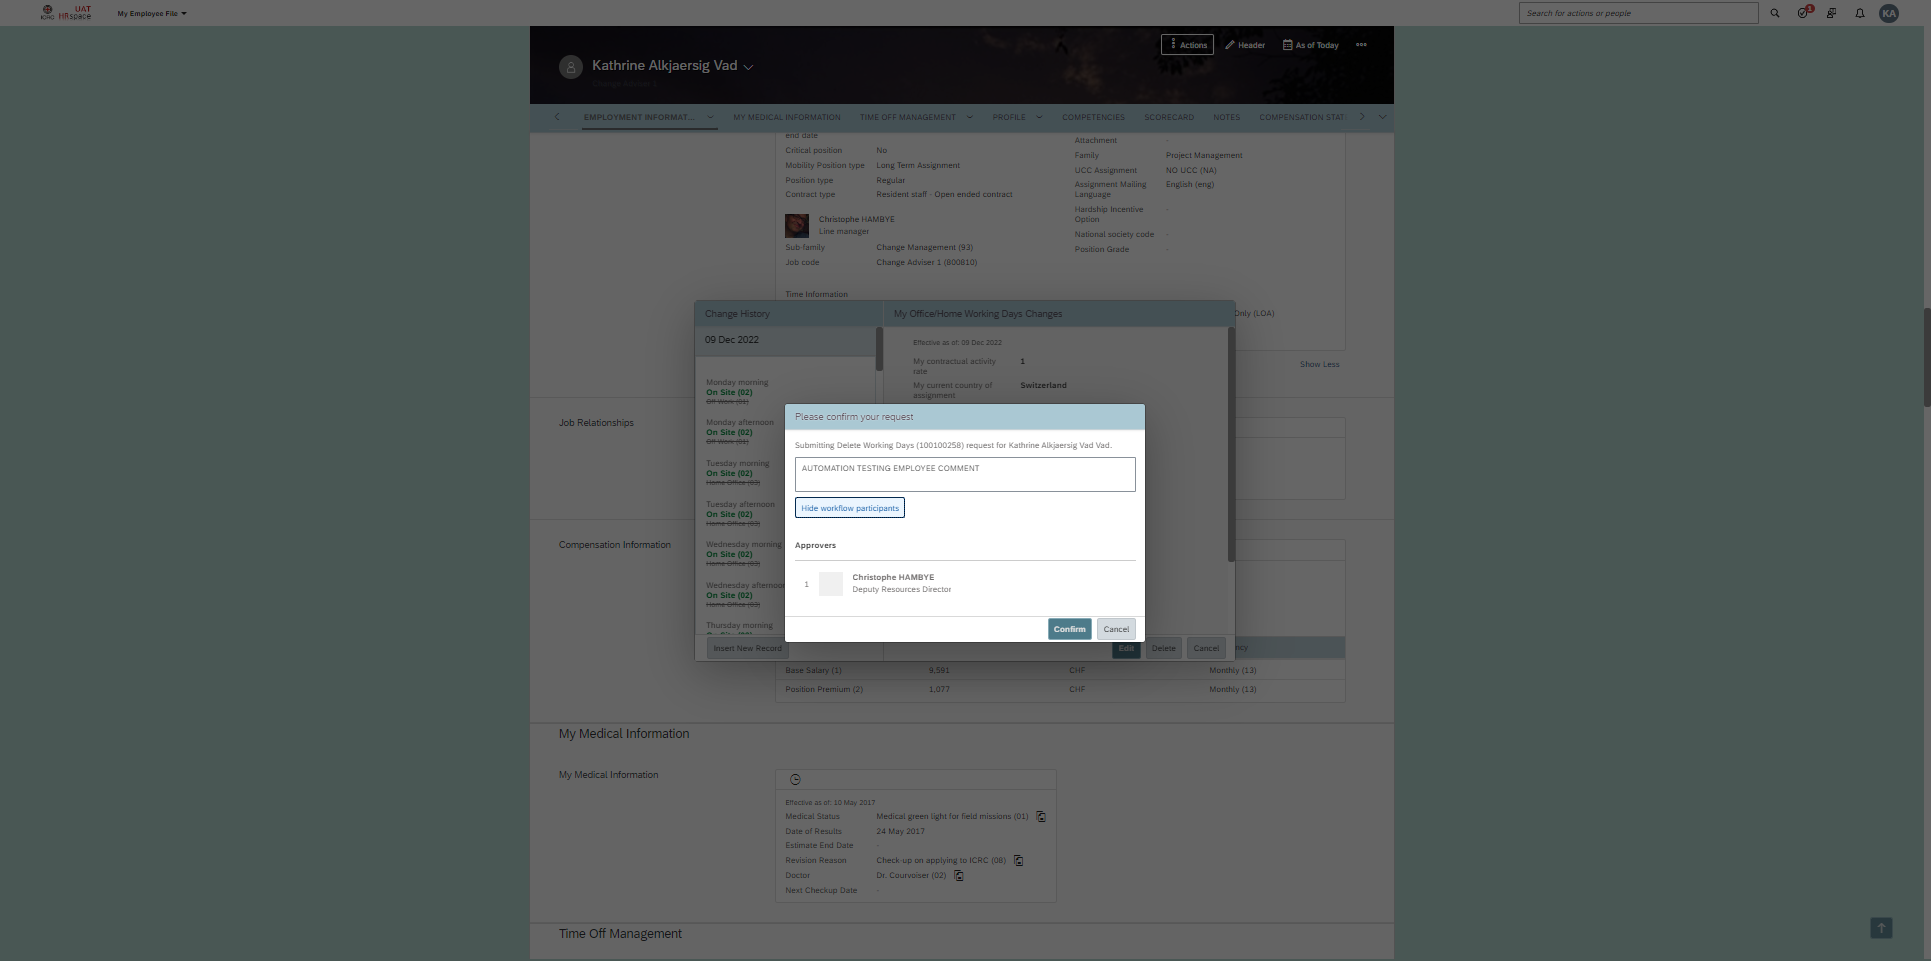 ICRC
UAT
HRspace
My Employee File
Search for actions or people
1
KA
Actions
Header
As of Today
Kathrine Alkjaersig Vad
Change Adviser 1
EMPLOYMENT INFORMAT...
MY MEDICAL INFORMATION
TIME OFF MANAGEMENT
PROFILE
COMPETENCIES
SCORECARD
NOTES
COMPENSATION STAT
end date
Critical position No
Mobility Position type Long Term Assignment
Position type Regular
Contract type Resident staff - Open ended contract
Christophe HAMBYE
Line manager
Sub-family Change Management (93)
Job code Change Adviser 1 (800810)
Time Information
Attachment -
Family Project Management
UCC Assignment NO UCC (NA)
Assignment Mailing English (eng)
Language
Hardship Incentive -
Option
National society code -
Position Grade -
Only (LOA)
Show Less
Job Relationships
Compensation Information
Change History
09 Dec 2022
Monday morning
On Site (02)
Off Work (01)
Monday afternoon
On Site (02)
Off Work (01)
Tuesday morning
On Site (02)
Home Office (03)
Tuesday afternoon
On Site (02)
Home Office (03)
Wednesday morning
On Site (02)
Home Office (03)
Wednesday afternoon
On Site (02)
Home Office (03)
Thursday morning
Insert New Record
My Office/Home Working Days Changes
Effective as of: 09 Dec 2022
My contractual activity 1
rate
My current country of Switzerland
assignment
Edit
Delete
Cancel
Please confirm your request
Submitting Delete Working Days (100100258) request for Kathrine Alkjaersig Vad Vad.
AUTOMATION TESTING EMPLOYEE COMMENT
Hide workflow participants
Approvers
1
Christophe HAMBYE
Deputy Resources Director
Confirm
Cancel
ncy
Base Salary (1) 9,591 CHF Monthly (13)
Position Premium (2) 1,077 CHF Monthly (13)
My Medical Information
My Medical Information
Effective as of: 10 May 2017
Medical Status Medical green light for field missions (01)
Date of Results 24 May 2017
Estimate End Date -
Revision Reason Check-up on applying to ICRC (08)
Doctor Dr. Courvoiser (02)
Next Checkup Date -
Time Off Management